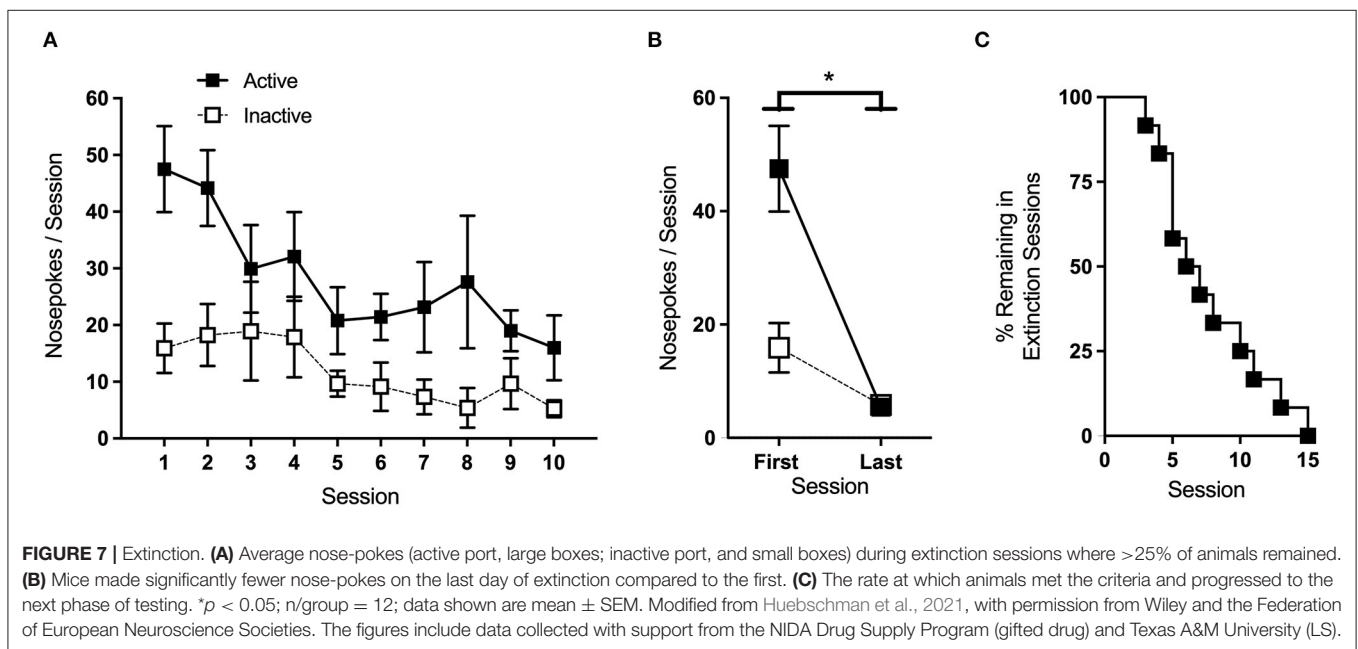 A
Active
Inactive
60
50
40
30
20
10
0
Nosepokes / Session
1 2 3 4 5 6 7 8 9 10
Session
B
*
60
40
20
0
Nosepokes / Session
First Last
Session
C
100
75
50
25
0
% Remaining in
Extinction Sessions
0 5 10 15
Session
FIGURE 7 | Extinction. (A) Average nose-pokes (active port, large boxes; inactive port, and small boxes) during extinction sessions where >25% of animals remained.
(B) Mice made significantly fewer nose-pokes on the last day of extinction compared to the first. (C) The rate at which animals met the criteria and progressed to the
next phase of testing. *p < 0.05; n/group = 12; data shown are mean ± SEM. Modified from Huebschman et al., 2021, with permission from Wiley and the Federation
of European Neuroscience Societies. The figures include data collected with support from the NIDA Drug Supply Program (gifted drug) and Texas A&M University (LS).